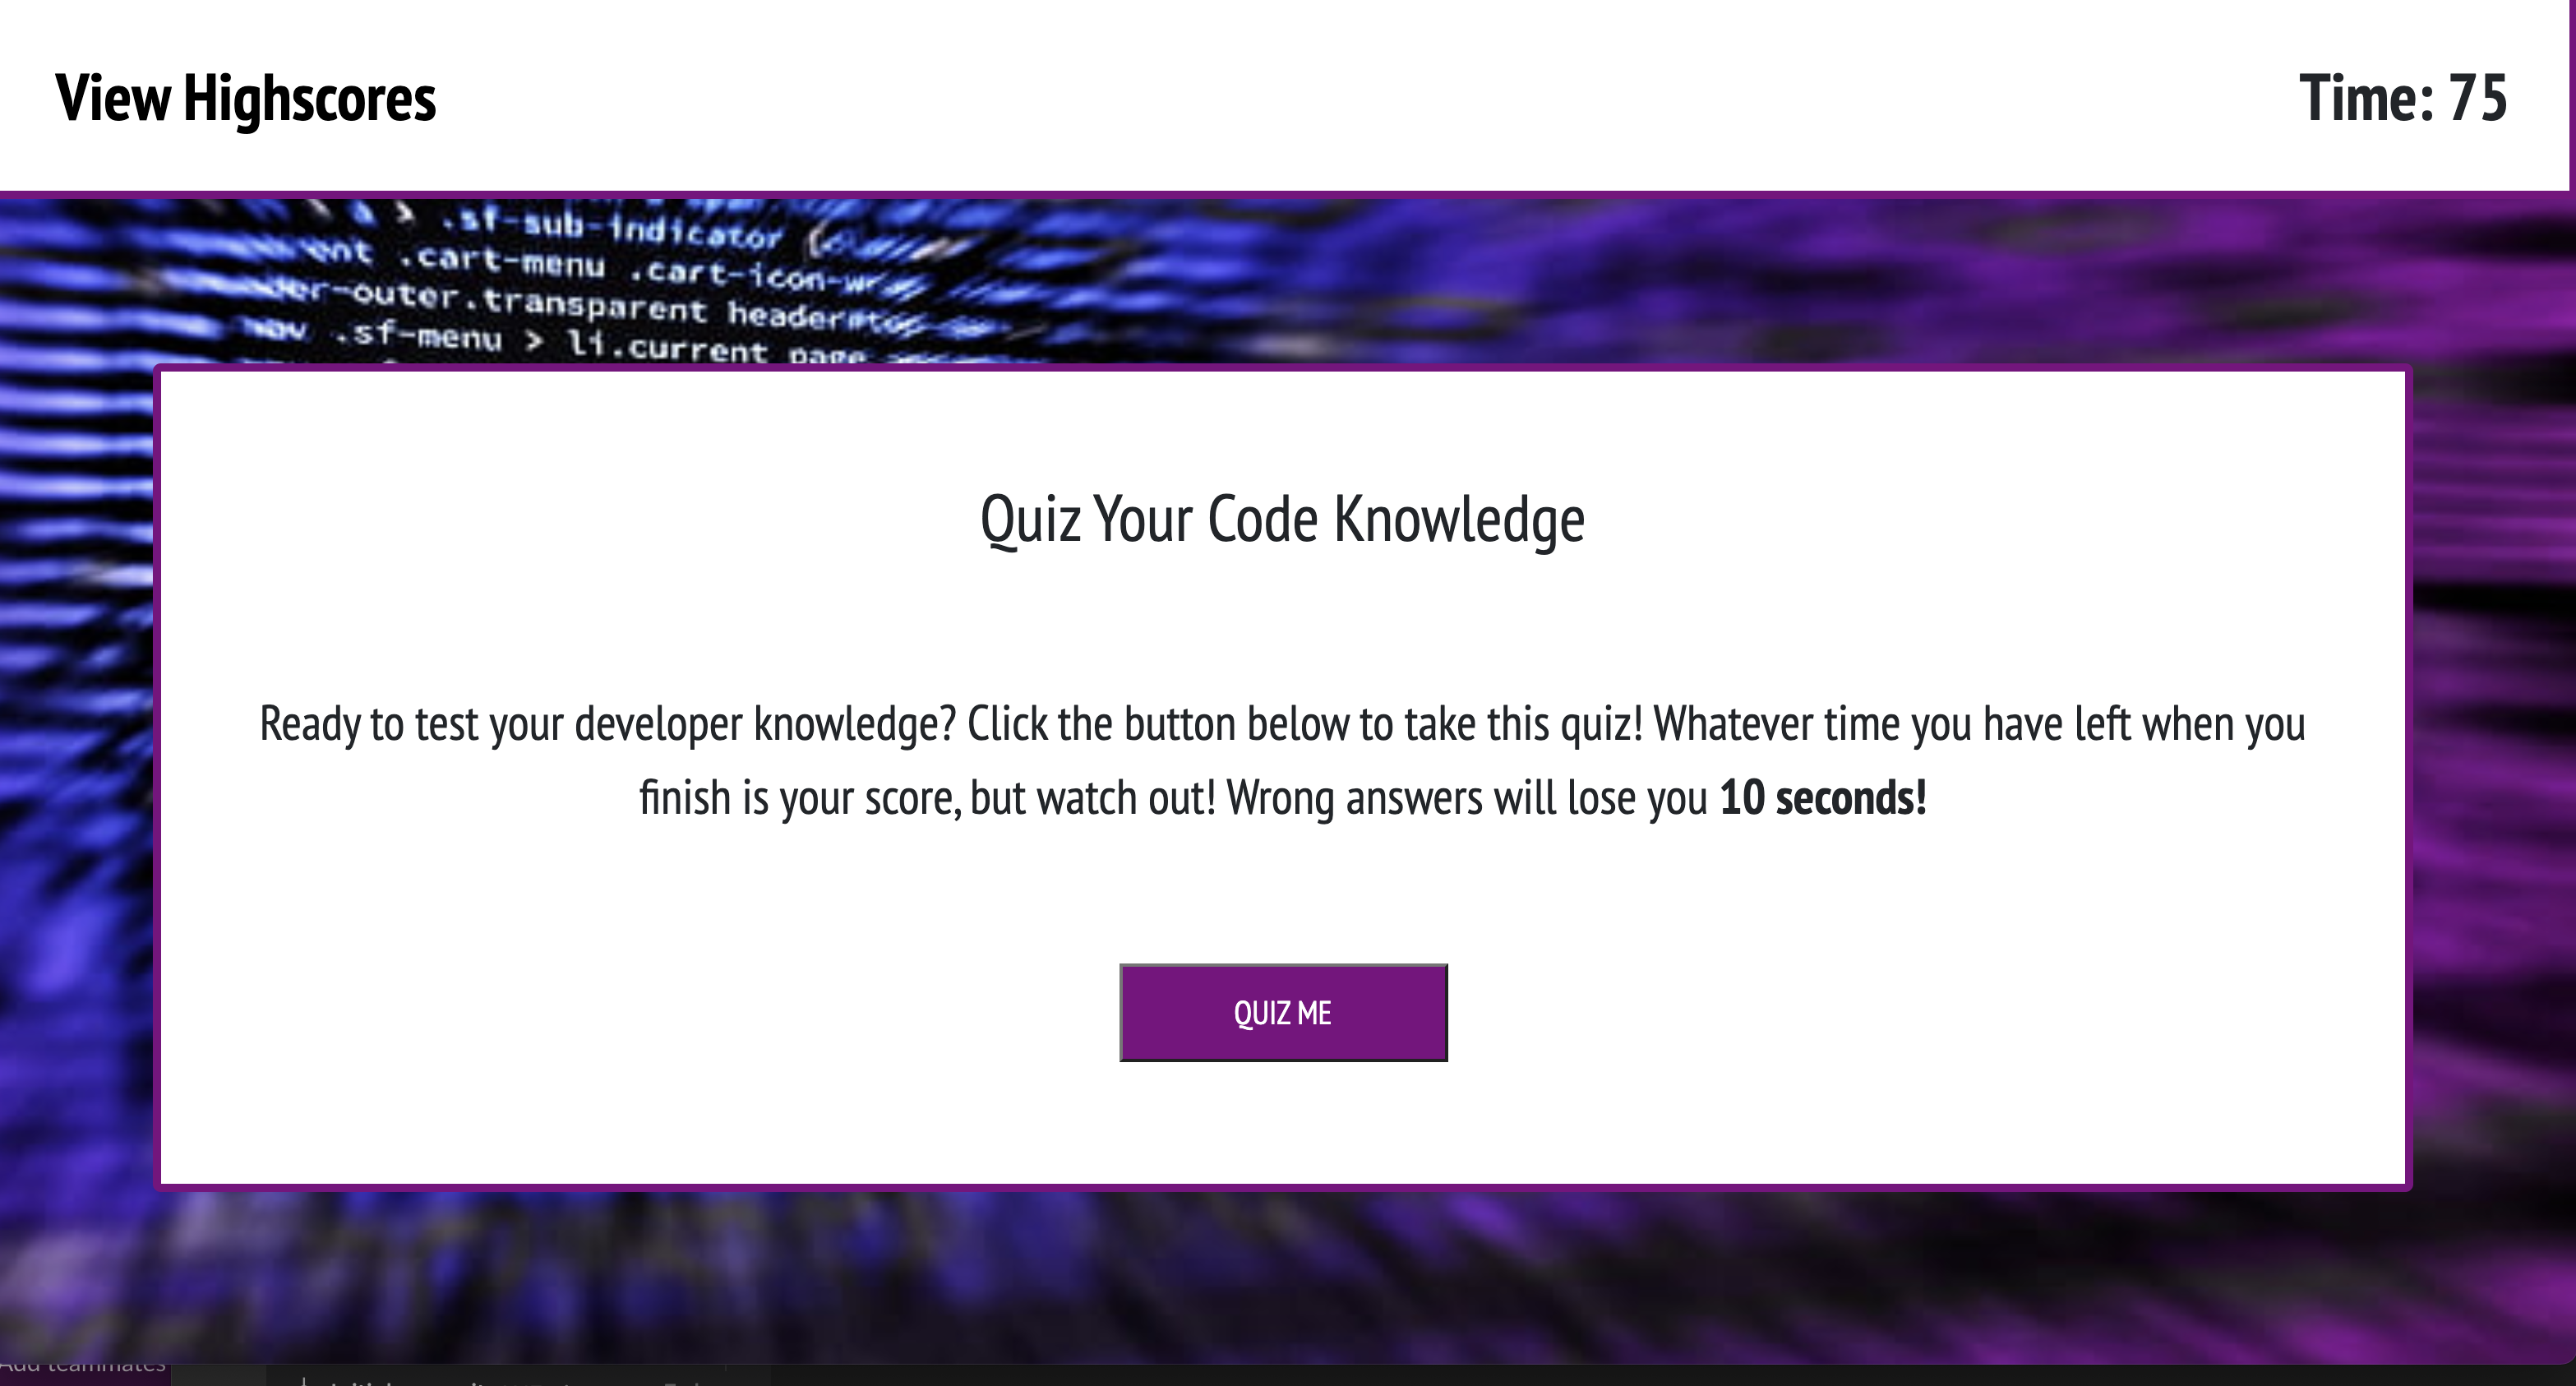 View Highscores
Time: 75
.sf-sub-indicator
.cart-menu .cart-icon-wr
-outer.transparent header
nav .sf-menu > li.current page
Quiz Your Code Knowledge
Ready to test your developer knowledge? Click the button below to take this quiz! Whatever time you have left when you
finish is your score, but watch out! Wrong answers will lose you 10 seconds!
QUIZ ME
Add teammates